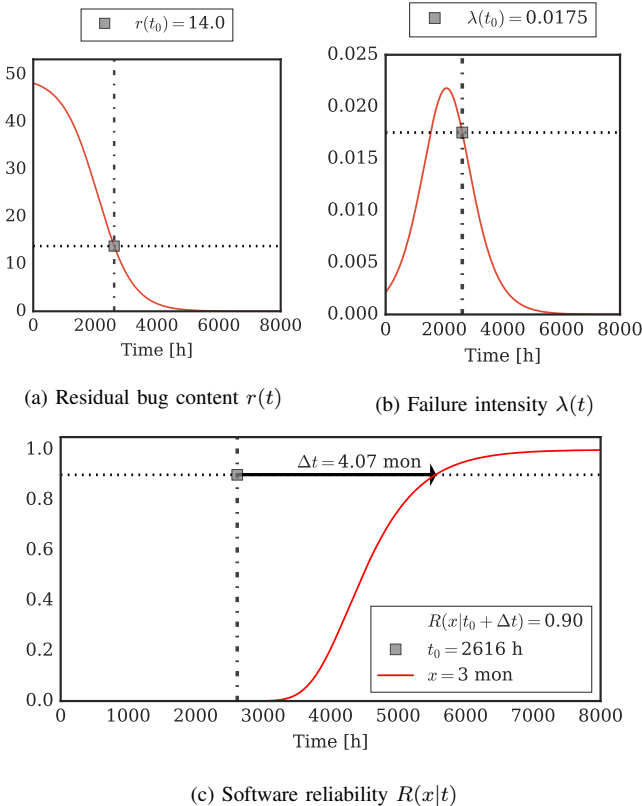 r(t₀) = 14.0
50
40
30
20
10
0
0 2000 4000 6000 8000
Time [h]
(a) Residual bug content r(t)
λ(t₀) = 0.0175
0.025
0.020
0.015
0.010
0.005
0.000
0 2000 4000 6000 8000
Time [h]
(b) Failure intensity λ(t)
1.0
0.8
0.6
0.4
0.2
0.0
Δt = 4.07 mon
R(x|t₀ + Δt) = 0.90
t₀ = 2616 h
x = 3 mon
0 1000 2000 3000 4000 5000 6000 7000 8000
Time [h]
(c) Software reliability R(x|t)